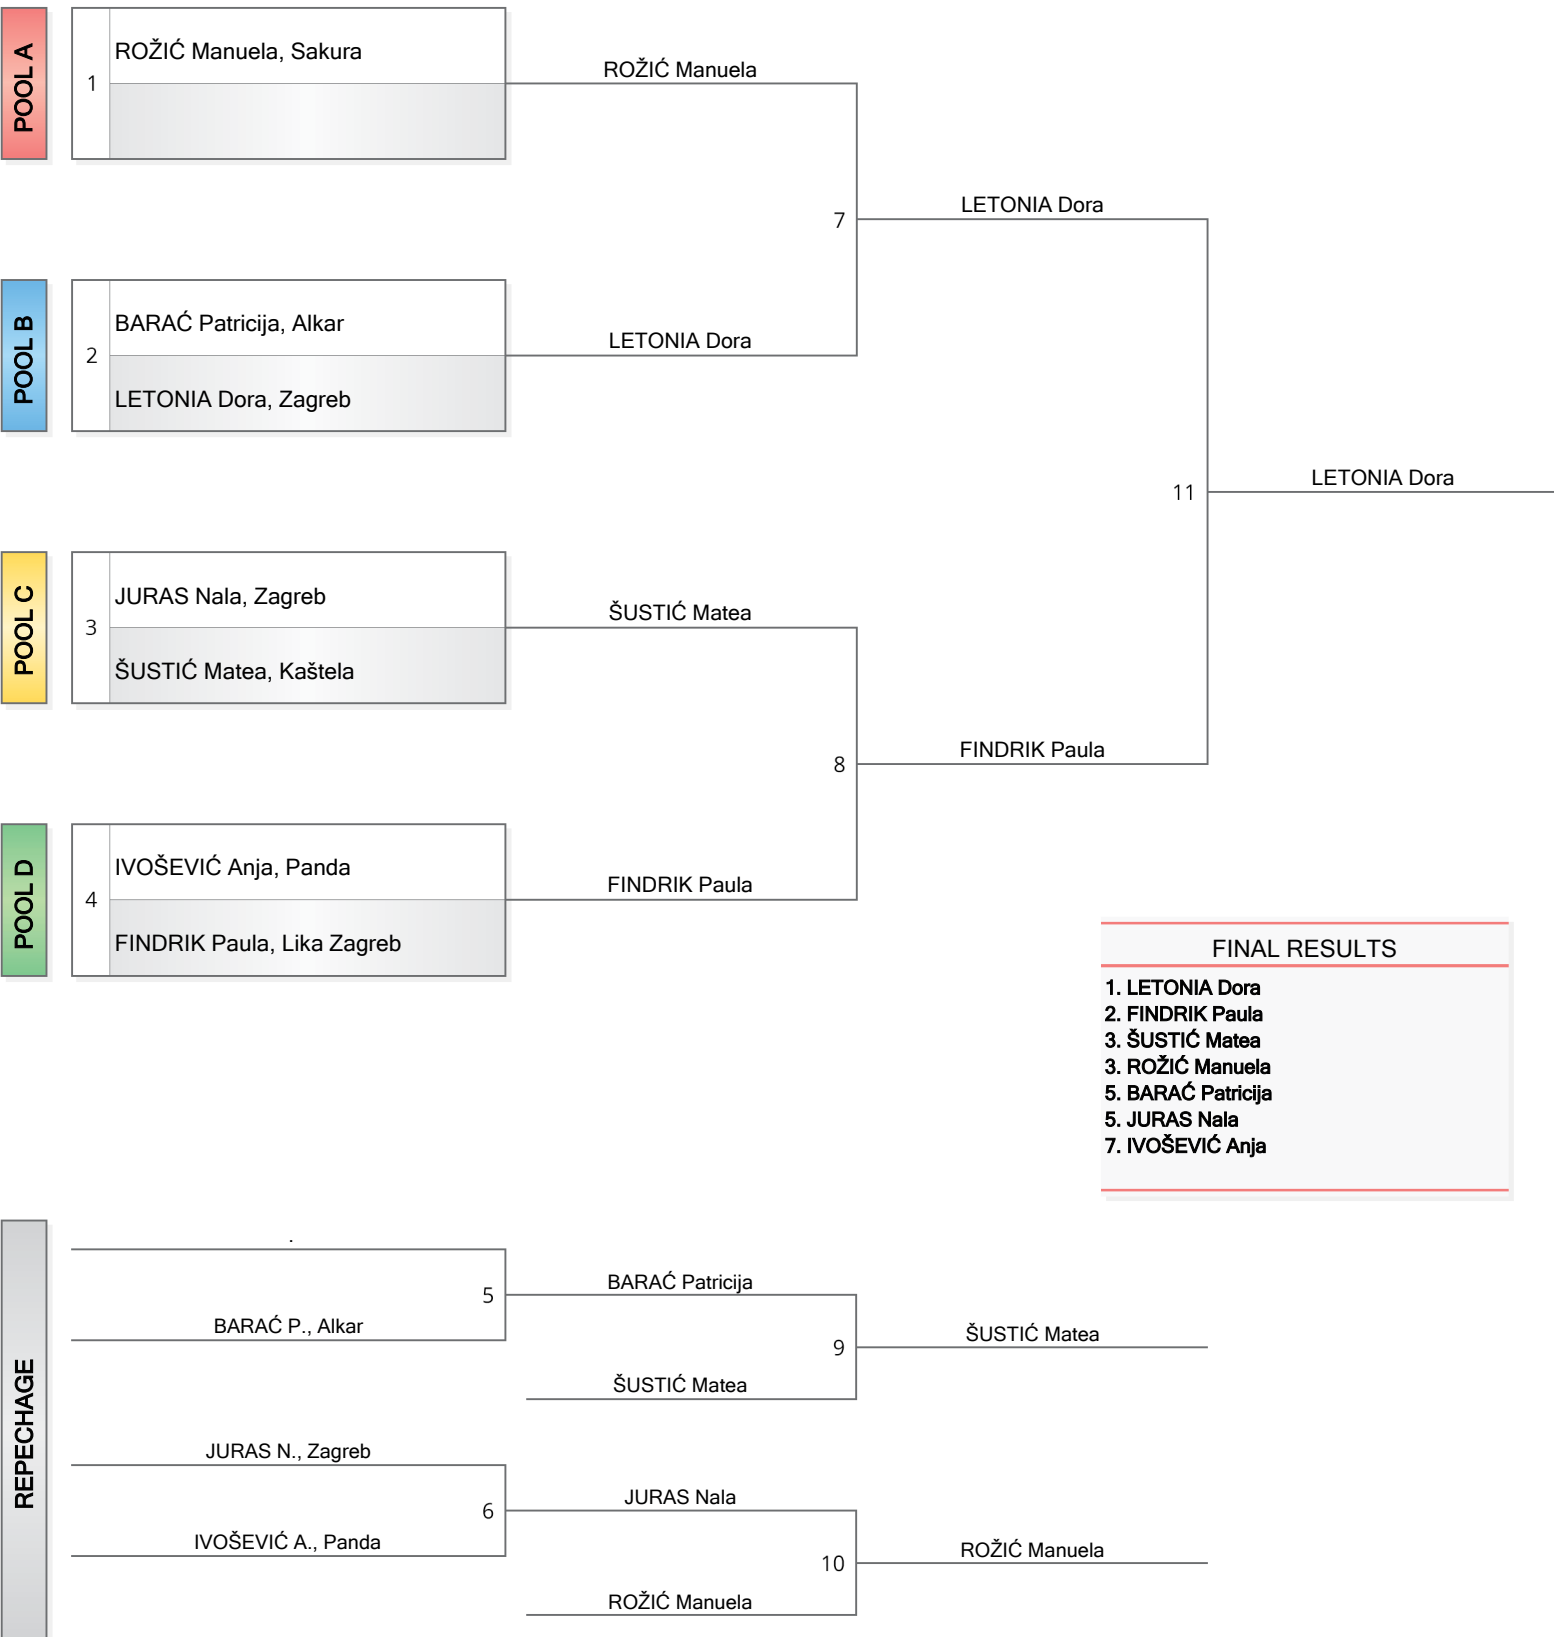 POOL A
1
ROŽIĆ Manuela, Sakura
ROŽIĆ Manuela
7
LETONIA Dora
POOL B
2
BARAĆ Patricija, Alkar
LETONIA Dora, Zagreb
LETONIA Dora
11
LETONIA Dora
POOL C
3
JURAS Nala, Zagreb
ŠUSTIĆ Matea, Kaštela
ŠUSTIĆ Matea
8
FINDRIK Paula
POOL D
4
IVOŠEVIĆ Anja, Panda
FINDRIK Paula, Lika Zagreb
FINDRIK Paula
FINAL RESULTS
1. LETONIA Dora
2. FINDRIK Paula
3. ŠUSTIĆ Matea
3. ROŽIĆ Manuela
5. BARAĆ Patricija
5. JURAS Nala
7. IVOŠEVIĆ Anja
REPECHAGE
.
5
BARAĆ P., Alkar
BARAĆ Patricija
9
ŠUSTIĆ Matea
ŠUSTIĆ Matea
JURAS N., Zagreb
6
IVOŠEVIĆ A., Panda
JURAS Nala
10
ROŽIĆ Manuela
ROŽIĆ Manuela